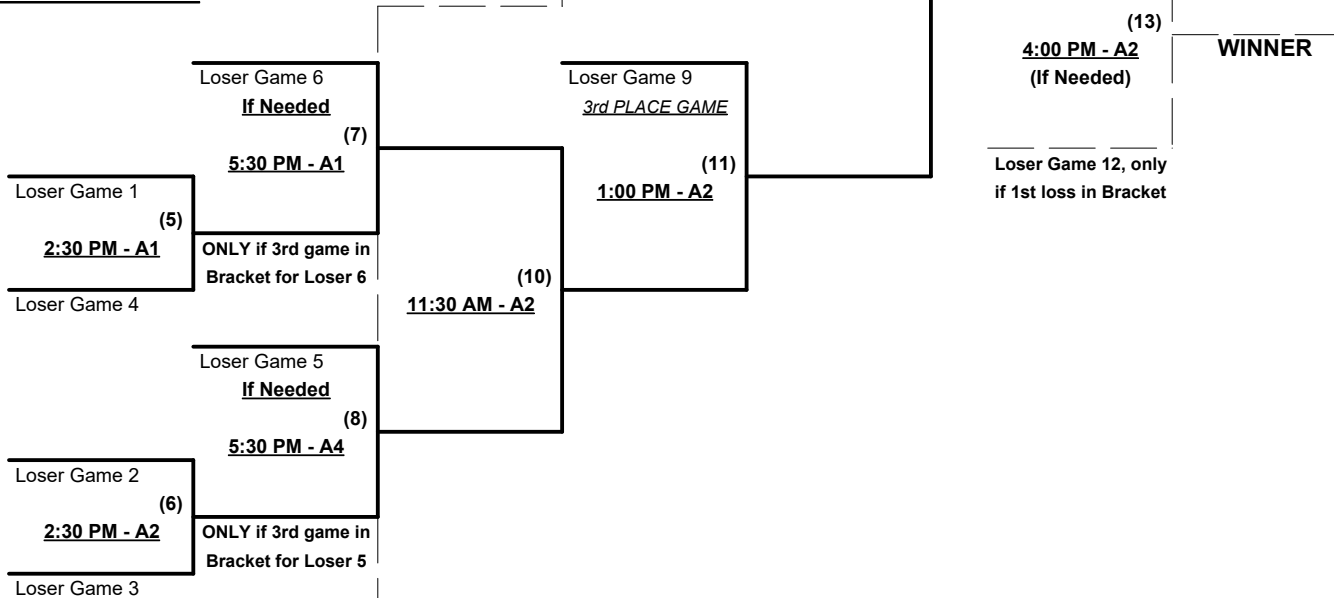 (13)
4:00 PM - A2
(If Needed)
WINNER
Loser Game 6
If Needed
(7)
5:30 PM - A1
Loser Game 9
3rd PLACE GAME
(11)
1:00 PM - A2
Loser Game 12, only
if 1st loss in Bracket
Loser Game 1
(5)
2:30 PM - A1
Loser Game 4
ONLY if 3rd game in
Bracket for Loser 6
(10)
11:30 AM - A2
Loser Game 5
If Needed
(8)
5:30 PM - A4
Loser Game 2
(6)
2:30 PM - A2
Loser Game 3
ONLY if 3rd game in
Bracket for Loser 5